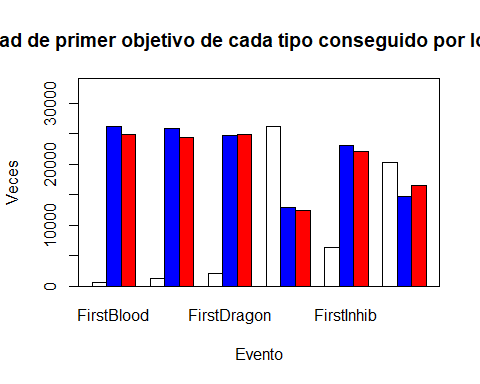 ad de primer objetivo de cada tipo conseguido por lo
30000
20000
10000
0
Veces
FirstBlood FirstDragon FirstInhib
Evento